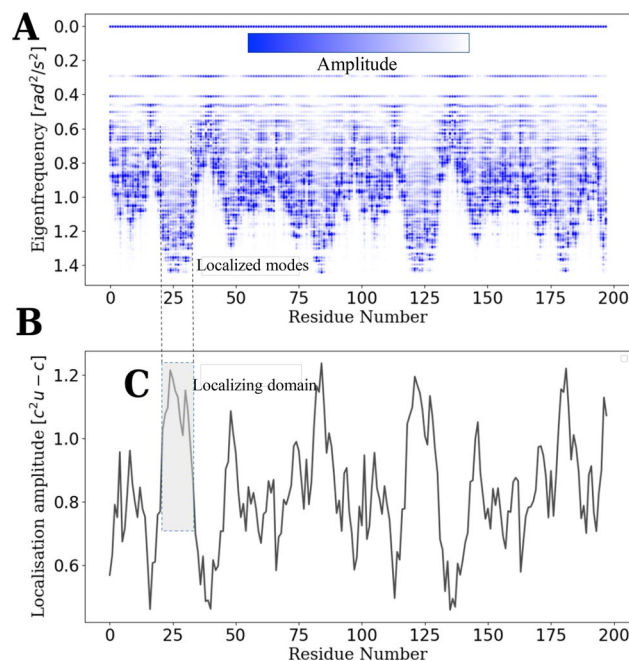 A
0.0
0.2
0.4
0.6
0.8
1.0
1.2
1.4
Eigenfrequency [rad²/s²]
Amplitude
Localized modes
0 25 50 75 100 125 150 175 200
Residue Number
B
C
Localizing domain
1.2
1.0
0.8
0.6
Localisation amplitude [c²u − c]
0 25 50 75 100 125 150 175 200
Residue Number